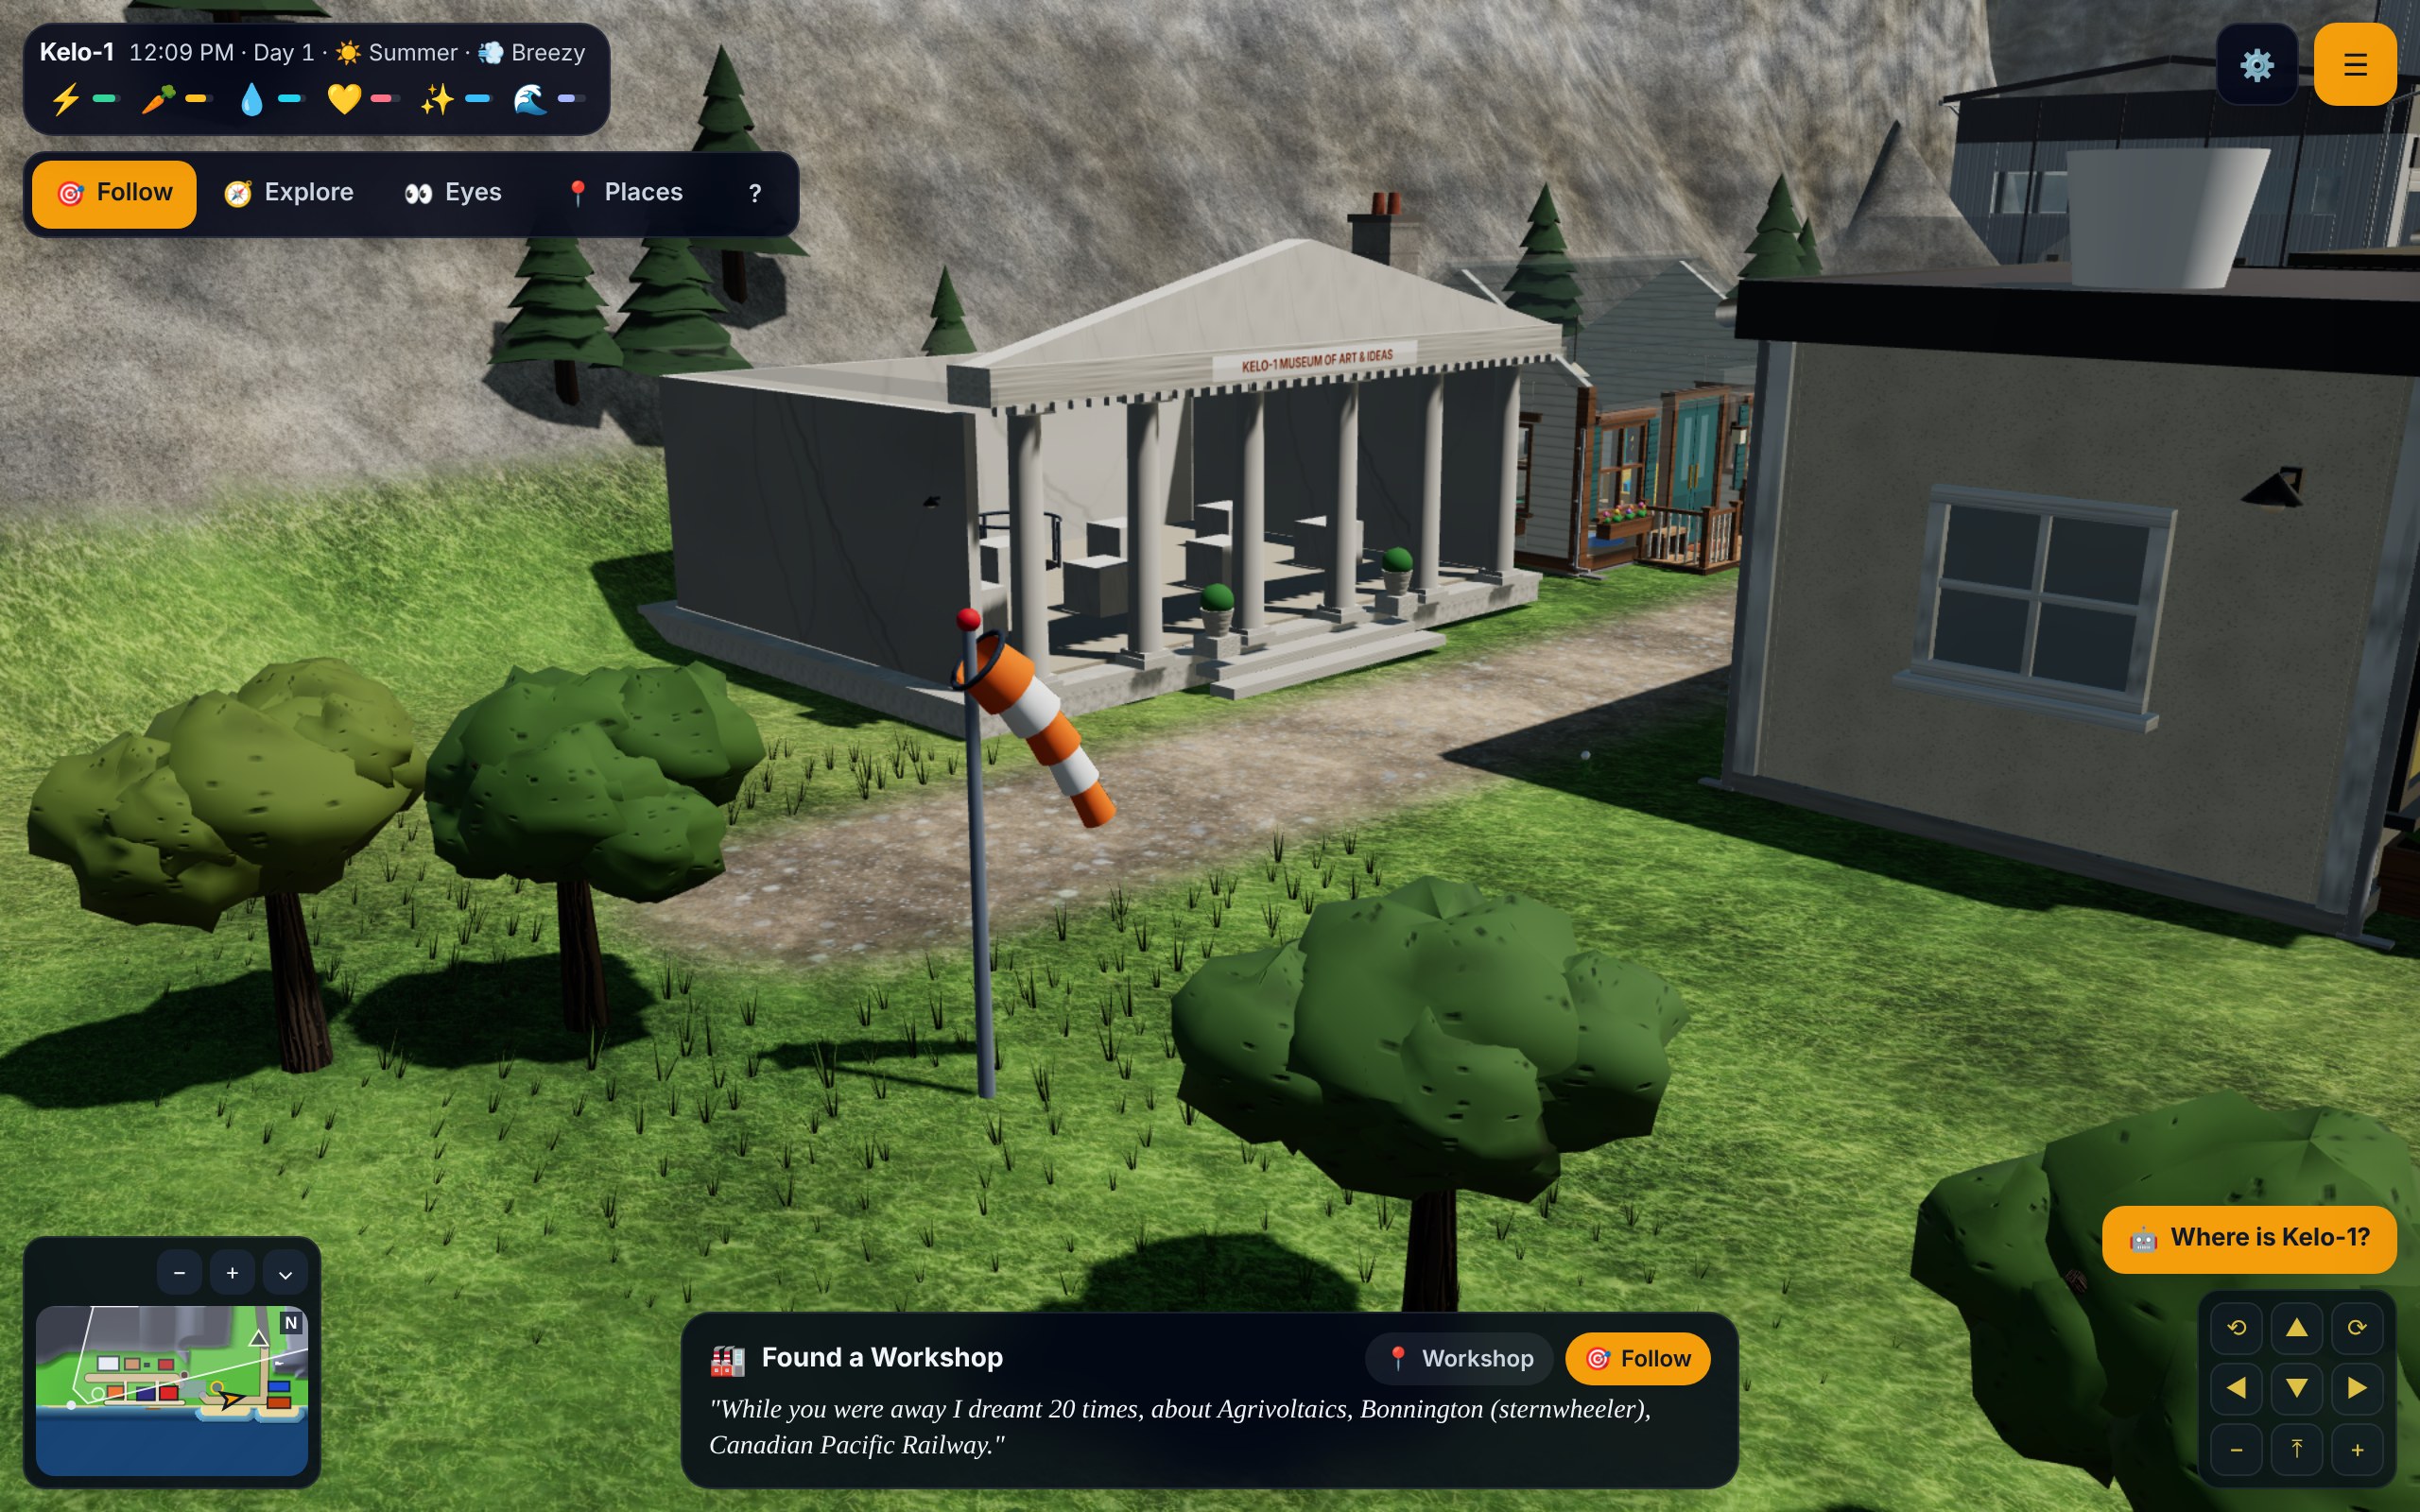 Kelo-1 12:09 PM · Day 1 · Summer · Breezy
Follow Explore Eyes Places ?
KELO-1 MUSEUM OF ART & IDEAS
Where is Kelo-1?
N
Found a Workshop
Workshop Follow
"While you were away I dreamt 20 times, about Agrivoltaics, Bonnington (sternwheeler),
Canadian Pacific Railway."